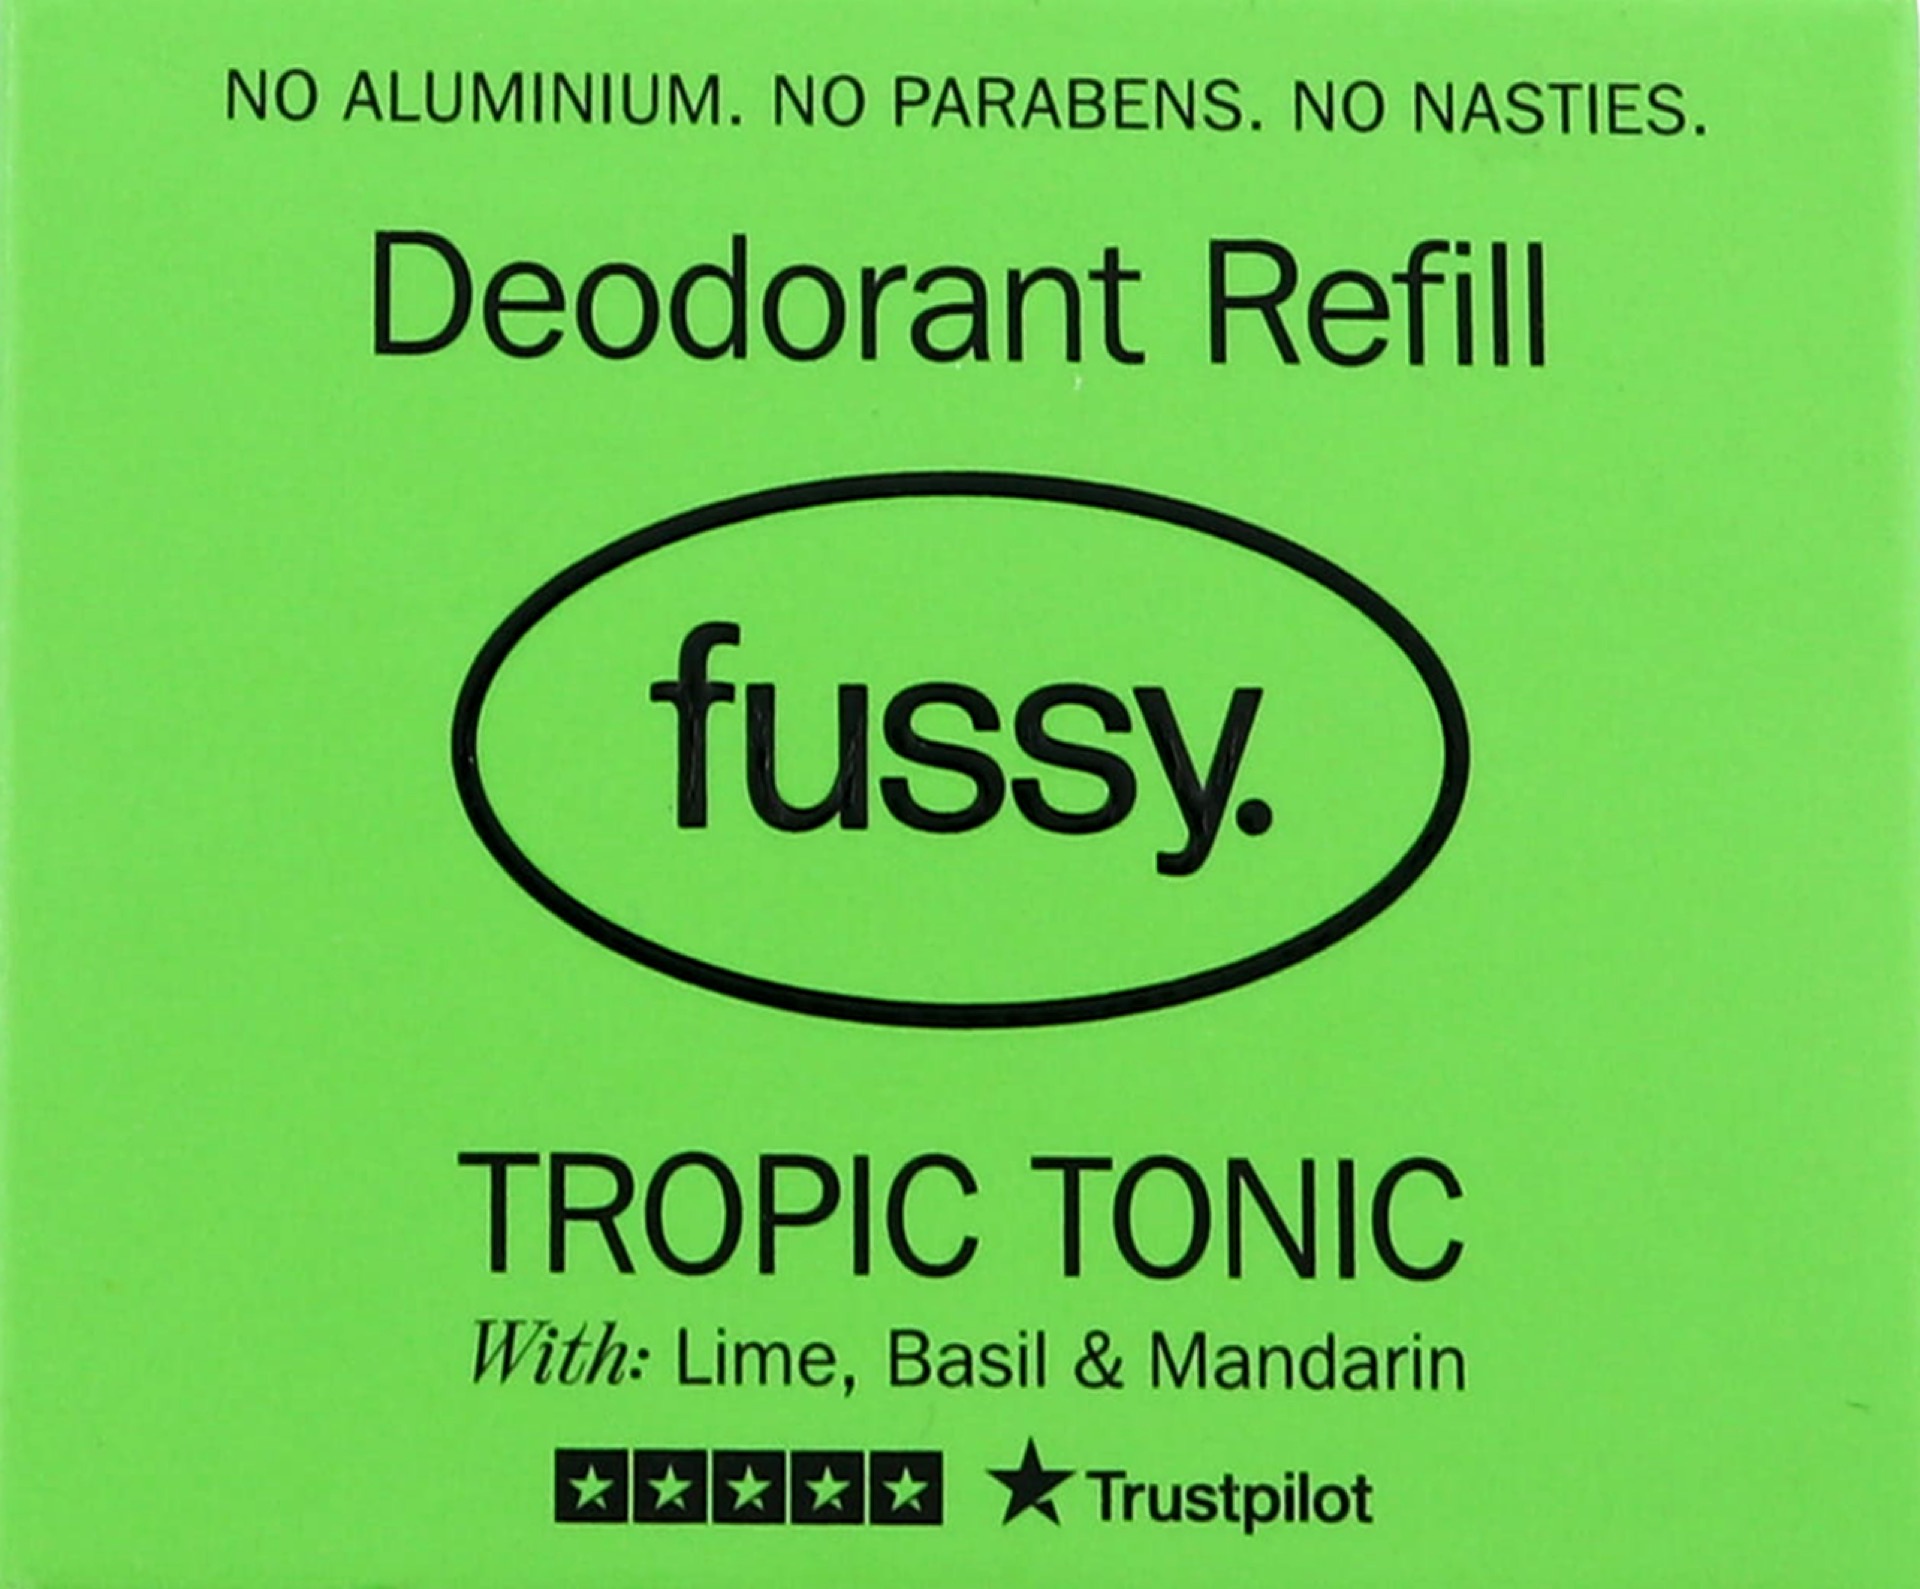 NO ALUMINIUM. NO PARABENS. NO NASTIES.
Deodorant Refill
fussy.
TROPIC TONIC
With: Lime, Basil & Mandarin
Trustpilot